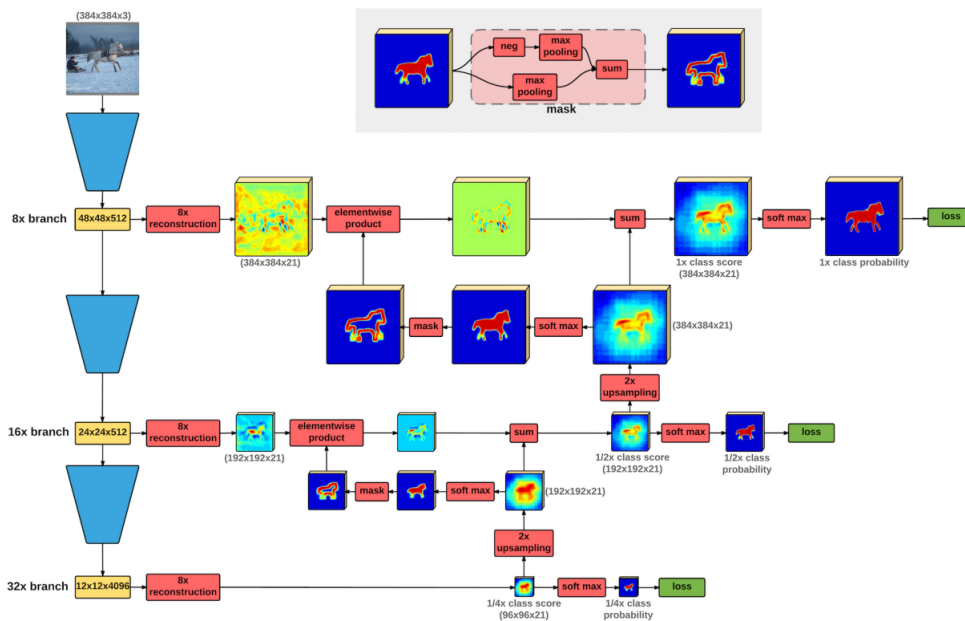 (384x384x3)
neg
max
pooling
max
pooling
sum
mask
8x branch
48x48x512
8x
reconstruction
(384x384x21)
elementwise
product
sum
1x class score
(384x384x21)
soft max
1x class probability
loss
mask
soft max
(384x384x21)
2x
upsampling
16x branch
24x24x512
8x
reconstruction
(192x192x21)
elementwise
product
sum
1/2x class score
(192x192x21)
soft max
1/2x class
probability
loss
mask
soft max
(192x192x21)
2x
upsampling
32x branch
12x12x4096
8x
reconstruction
1/4x class score
(96x96x21)
soft max
1/4x class
probability
loss